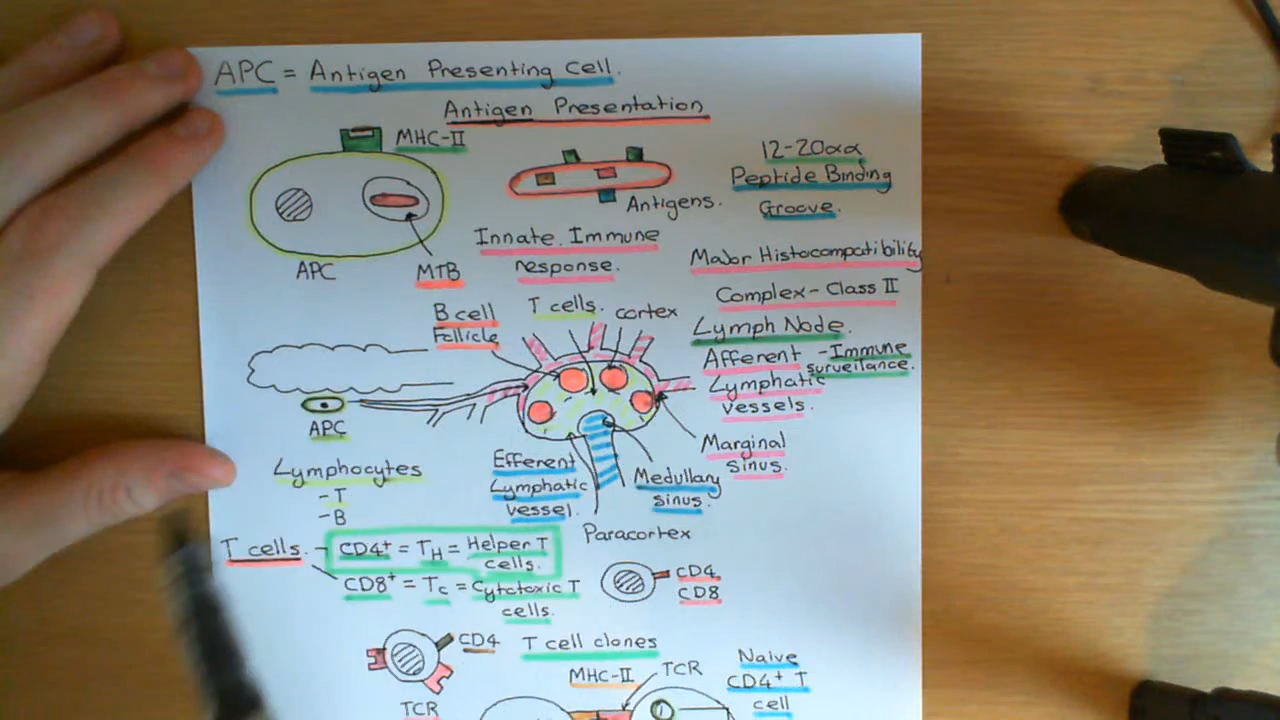 APC = Antigen Presenting Cell.
Antigen Presentation
MHC-II
12-20αα
Peptide Binding
Groove.
Antigens.
APC
MTB
Innate Immune
response.
Major Histocompatibility
Complex - Class II
B cell
Follicle
T cells.
cortex
Lymph Node.
Afferent
Lymphatic
vessels.
- Immune
surveillance.
APC
Marginal
sinus.
Lymphocytes
- T
- B
Efferent
Lymphatic
vessel.
Medullary
sinus.
Paracortex
T cells. - CD4+ = TH = Helper T
cells.
CD8+ = Tc = Cytotoxic T
cells.
CD4
CD8
CD4
TCR
T cell clones
MHC-II
TCR
Naive
CD4+ T
cell